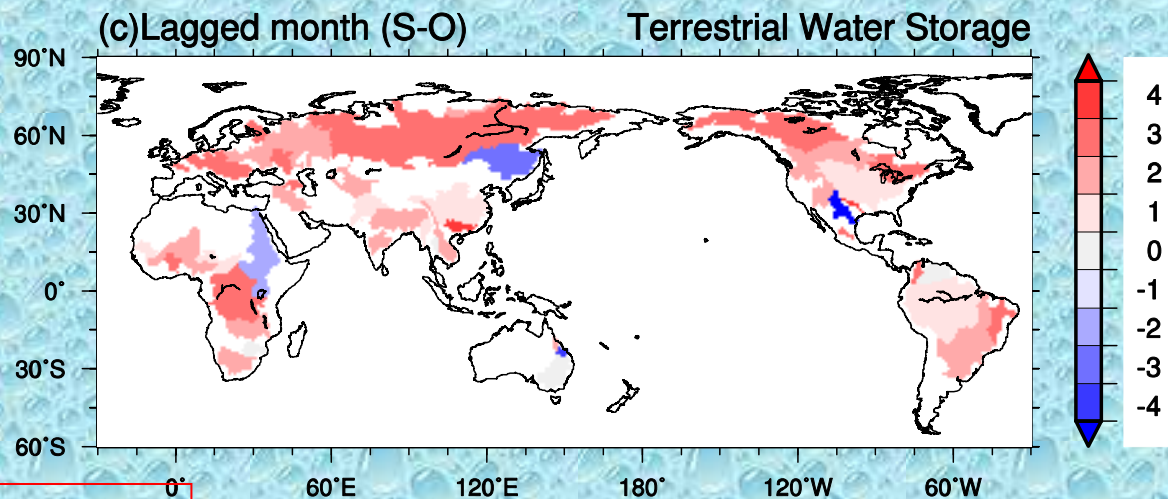 (c)Lagged month (S-O) Terrestrial Water Storage
90°N
60°N
30°N
0°
30°S
60°S
0° 60°E 120°E 180° 120°W 60°W
4
3
2
1
0
-1
-2
-3
-4